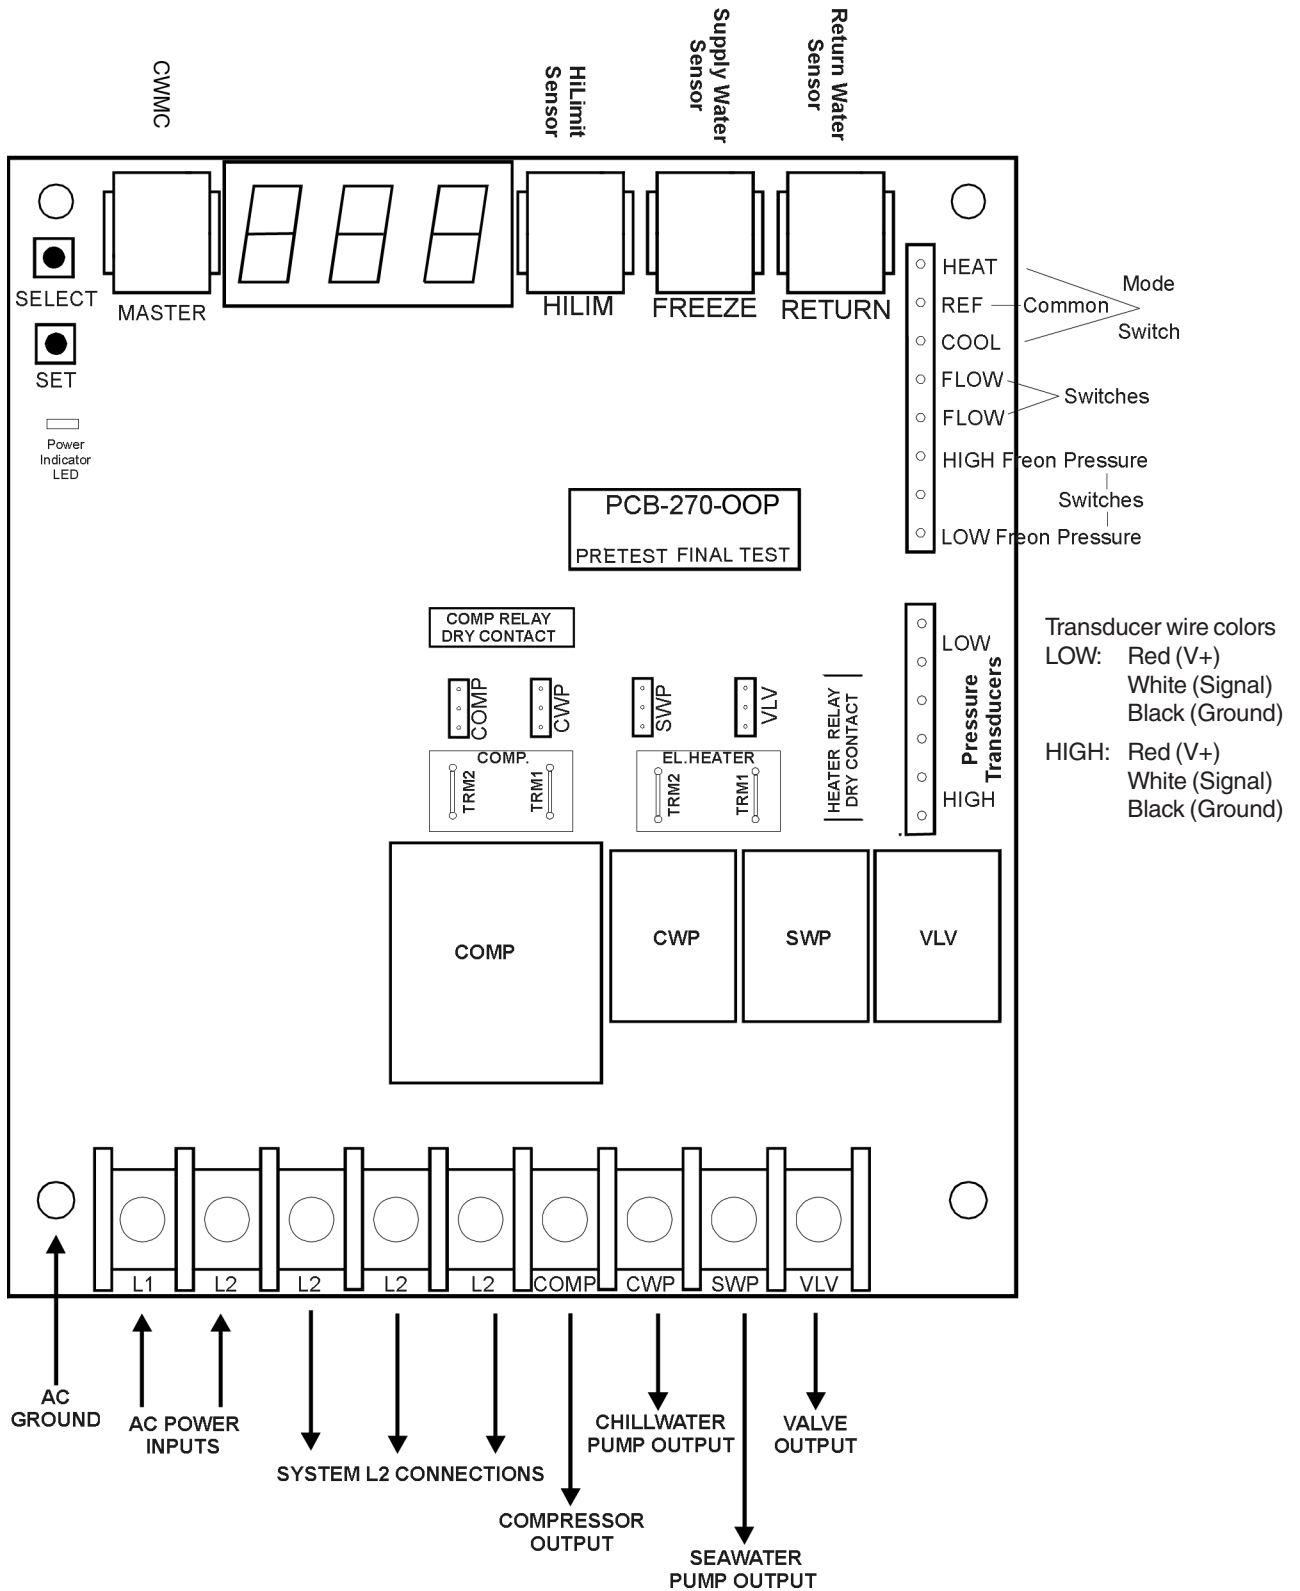 CWMC
HiLimit
Sensor
Supply Water
Sensor
Return Water
Sensor
SELECT
MASTER
HILIM
FREEZE
RETURN
SET
Power
Indicator
LED
HEAT
REF
Common
COOL
Mode
Switch
FLOW
FLOW
Switches
HIGH Freon Pressure
Switches
LOW Freon Pressure
PCB-270-OOP
PRETEST FINAL TEST
COMP RELAY
DRY CONTACT
COMP
CWP
SWP
VLV
COMP.
TRM2
TRM1
EL.HEATER
TRM2
TRM1
HEATER RELAY
DRY CONTACT
LOW
Pressure
Transducers
HIGH
Transducer wire colors
LOW: Red (V+)
White (Signal)
Black (Ground)
HIGH: Red (V+)
White (Signal)
Black (Ground)
COMP
CWP
SWP
VLV
L1
L2
L2
L2
L2
COMP
CWP
SWP
VLV
AC
GROUND
AC POWER
INPUTS
SYSTEM L2 CONNECTIONS
COMPRESSOR
OUTPUT
CHILLWATER
PUMP OUTPUT
SEAWATER
PUMP OUTPUT
VALVE
OUTPUT